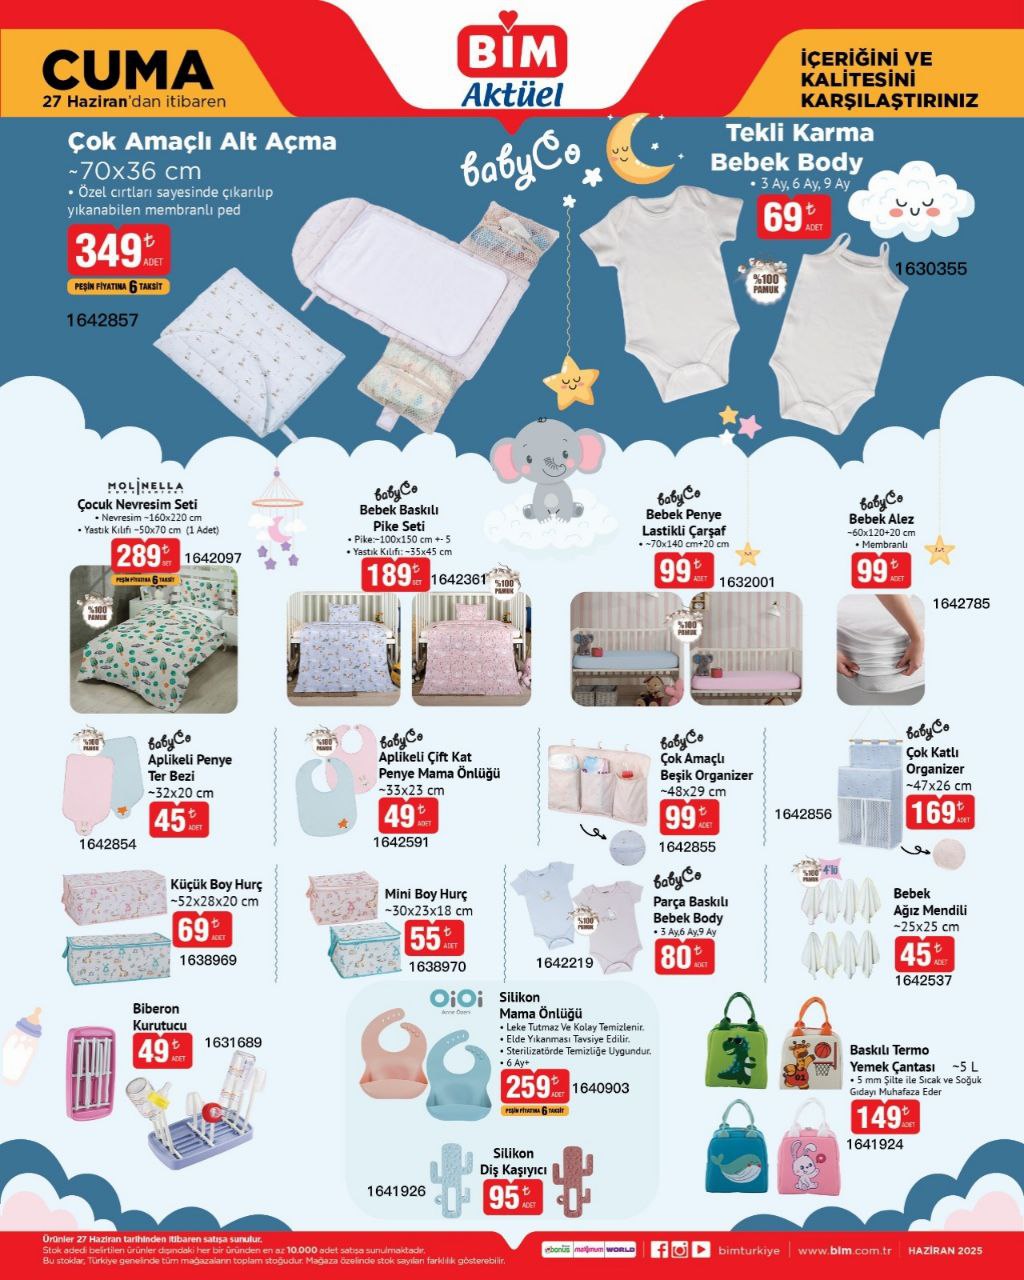 CUMA
27 Haziran'dan itibaren
BİM
Aktüel
İÇERİĞİNİ VE
KALİTESİNİ
KARŞILAŞTIRINIZ
Çok Amaçlı Alt Açma
~70x36 cm
• Özel cırtları sayesinde çıkarılıp
yıkanabilen membranlı ped
349₺
ADET
PEŞİN FİYATINA 6 TAKSİT
1642857
babyCo
Tekli Karma
Bebek Body
• 3 Ay, 6 Ay, 9 Ay
69₺
ADET
%100
PAMUK
1630355
MOLINELLA
Çocuk Nevresim Seti
• Nevresim ~160x220 cm
• Yastık Kılıfı ~50x70 cm (1 Adet)
289₺
SET
PEŞİN FİYATINA 6 TAKSİT
1642097
%100
PAMUK
babyCo
Bebek Baskılı
Pike Seti
• Pike:~100x150 cm +- 5
• Yastık Kılıfı: ~35x45 cm
189₺
SET
1642361
%100
PAMUK
babyCo
Bebek Penye
Lastikli Çarşaf
• ~70x140 cm+20 cm
99₺
ADET
1632001
%100
PAMUK
babyCo
Bebek Alez
~60x120+20 cm
• Membranlı
99₺
ADET
1642785
%100
PAMUK
babyCo
Aplikeli Penye
Ter Bezi
~32x20 cm
45₺
ADET
1642854
%100
PAMUK
babyCo
Aplikeli Çift Kat
Penye Mama Önlüğü
~33x23 cm
49₺
ADET
1642591
babyCo
Çok Amaçlı
Beşik Organizer
~48x29 cm
99₺
ADET
1642855
babyCo
Çok Katlı
Organizer
~47x26 cm
169₺
ADET
1642856
Küçük Boy Hurç
~52x28x20 cm
69₺
ADET
1638969
Mini Boy Hurç
~30x23x18 cm
55₺
ADET
1638970
babyCo
Parça Baskılı
Bebek Body
• 3 Ay,6 Ay,9 Ay
80₺
ADET
%100
PAMUK
1642219
%100
PAMUK
4'lü
Bebek
Ağız Mendili
~25x25 cm
45₺
ADET
1642537
Biberon
Kurutucu
49₺
ADET
1631689
OiOi
Anne Özeni
Silikon
Mama Önlüğü
• Leke Tutmaz Ve Kolay Temizlenir.
• Elde Yıkanması Tavsiye Edilir.
• Sterilizatörde Temizliğe Uygundur.
• 6 Ay+
259₺
ADET
PEŞİN FİYATINA 6 TAKSİT
1640903
Silikon
Diş Kaşıyıcı
95₺
ADET
1641926
Baskılı Termo
Yemek Çantası ~5 L
• 5 mm Şilte ile Sıcak ve Soğuk
Gıdayı Muhafaza Eder
149₺
ADET
1641924
Ürünler 27 Haziran tarihinden itibaren satışa sunulur.
Stok adedi belirtilen ürünler dışındaki her bir üründen en az 10.000 adet satışa sunulmaktadır.
Bu stoklar, Türkiye genelinde tüm mağazaların toplam stoğudur. Mağaza özelinde stok sayıları farklılık gösterebilir.
bonus maximum WORLD
bimturkiye
www.bim.com.tr
HAZİRAN 2025